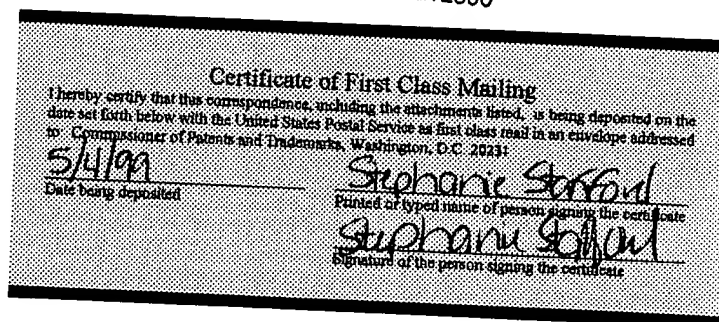 Certificate of First Class Mailing
I hereby certify that this correspondence, including the attachments listed, is being deposited on the
date set forth below with the United States Postal Service as first class mail in an envelope addressed
to Commissioner of Patents and Trademarks, Washington, D.C. 20231
5/4/99 Stephanie Stafford
Date being deposited Printed or typed name of person signing the certificate
Stephanie Stafford
Signature of the person signing the certificate